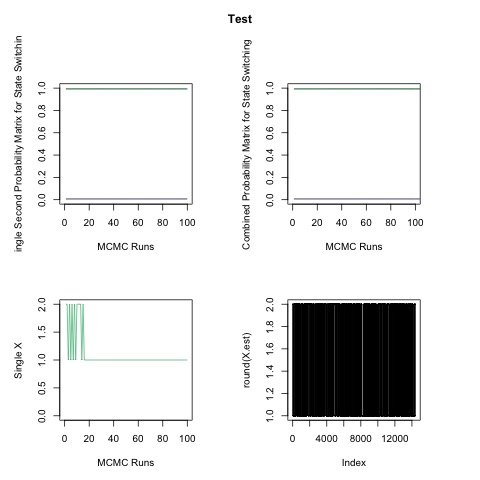 Test
ingle Second Probability Matrix for State Switchin
1.0
0.8
0.6
0.4
0.2
0.0
0 20 40 60 80 100
MCMC Runs
Combined Probability Matrix for State Switching
1.0
0.8
0.6
0.4
0.2
0.0
0 20 40 60 80 100
MCMC Runs
Single X
2.0
1.5
1.0
0.5
0.0
0 20 40 60 80 100
MCMC Runs
round(X.est)
2.0
1.8
1.6
1.4
1.2
1.0
0 4000 8000 12000
Index